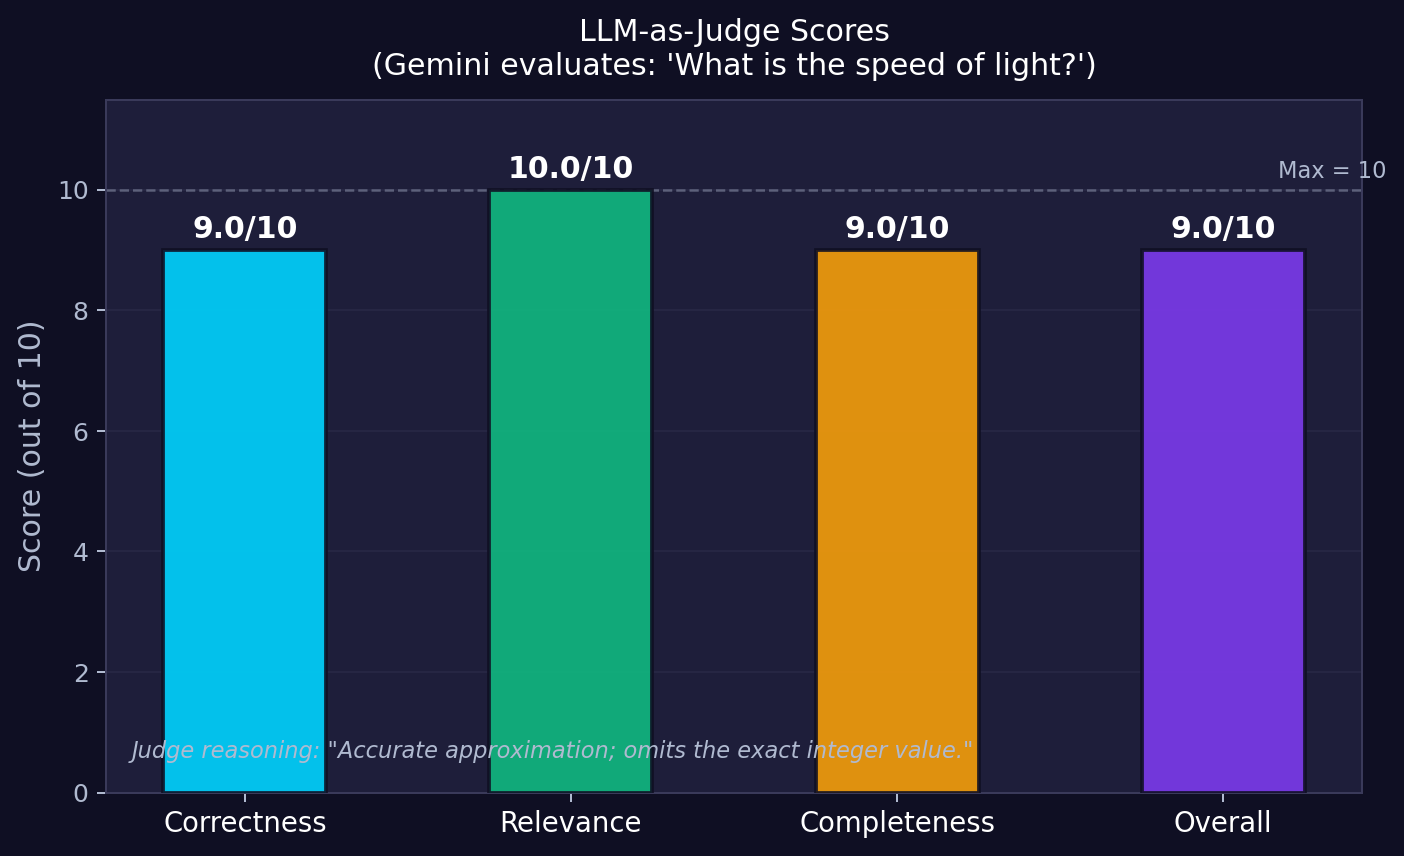 LLM-as-Judge Scores
(Gemini evaluates: 'What is the speed of light?')
Score (out of 10)
10
8
6
4
2
0
Max = 10
9.0/10
10.0/10
9.0/10
9.0/10
Judge reasoning: "Accurate approximation; omits the exact integer value."
Correctness
Relevance
Completeness
Overall